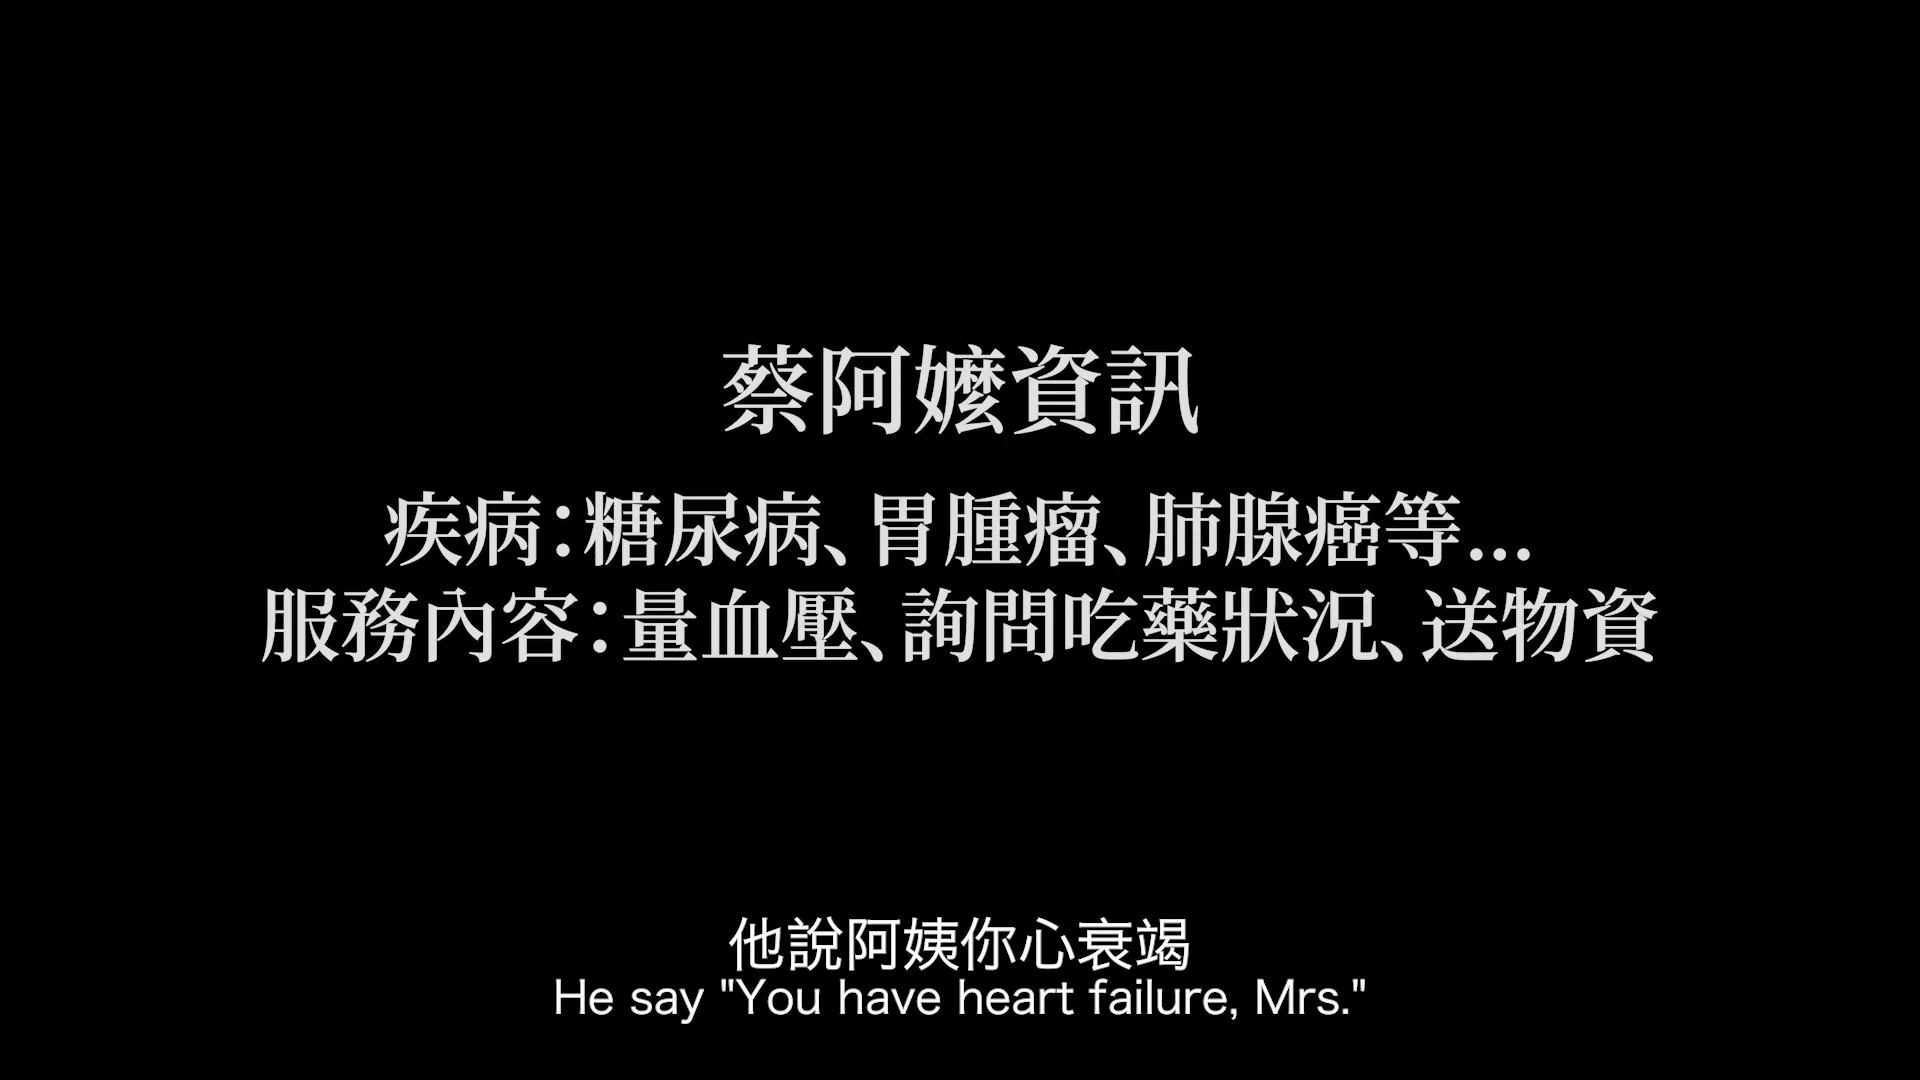 蔡阿嬤資訊
疾病：糖尿病、胃腫瘤、肺腺癌等...
服務內容：量血壓、詢問吃藥狀況、送物資
他說阿姨你心衰竭
He say "You have heart failure, Mrs."